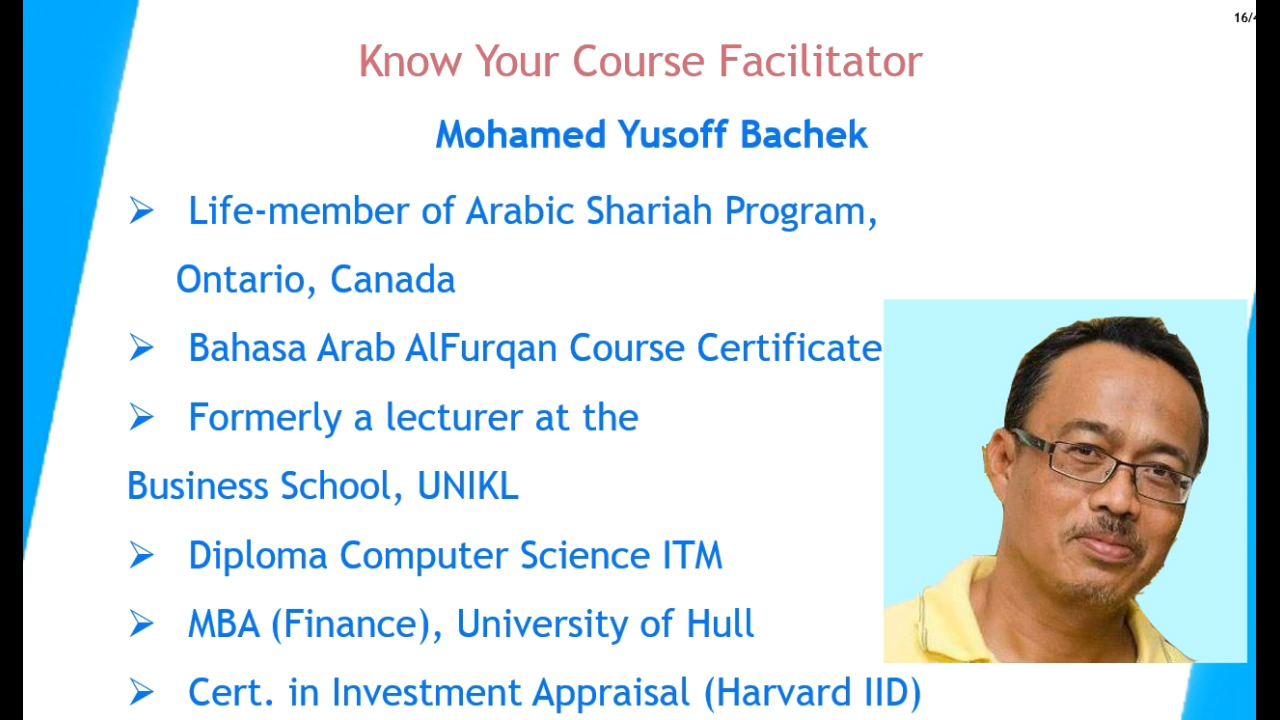 16/4
Know Your Course Facilitator
Mohamed Yusoff Bachek
➢ Life-member of Arabic Shariah Program,
Ontario, Canada
➢ Bahasa Arab AlFurqan Course Certificate
➢ Formerly a lecturer at the
Business School, UNIKL
➢ Diploma Computer Science ITM
➢ MBA (Finance), University of Hull
➢ Cert. in Investment Appraisal (Harvard IID)